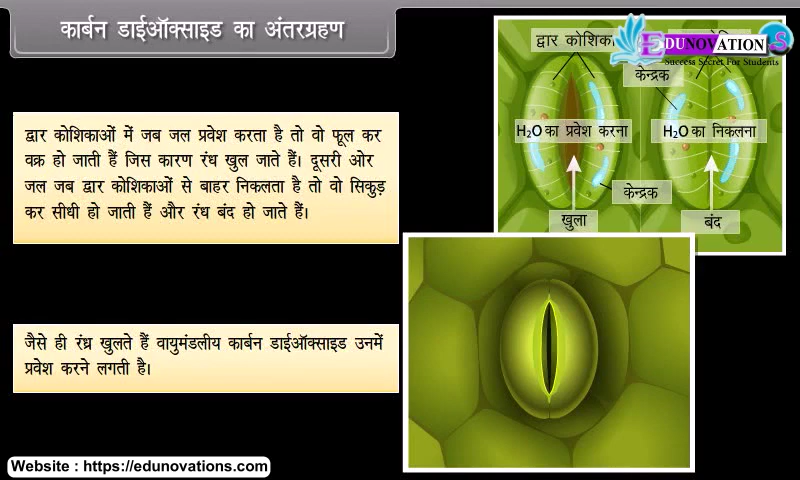 कार्बन डाईऑक्साइड का अंतरग्रहण
द्वार कोशिकाओं में जब जल प्रवेश करता है तो वो फूल कर
वक्र हो जाती हैं जिस कारण रंध खुल जाते हैं। दूसरी ओर
जल जब द्वार कोशिकाओं से बाहर निकलता है तो वो सिकुड़
कर सीधी हो जाती हैं और रंध बंद हो जाते हैं।
जैसे ही रंध्र खुलते हैं वायुमंडलीय कार्बन डाईऑक्साइड उनमें
प्रवेश करने लगती है।
द्वार
EDUNOVATION
Success Secret For Students
केन्द्रक
H₂O का प्रवेश करना
H₂O का निकलना
केन्द्रक
खुला
बंद
Website : https://edunovations.com